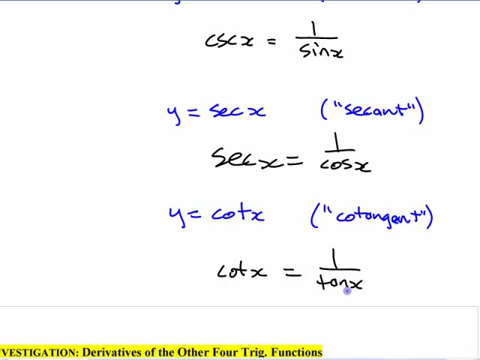 csc x = 1/sin x
y = sec x ("secant")
sec x = 1/cos x
y = cot x ("cotangent")
cot x = 1/tan x
NVESTIGATION: Derivatives of the Other Four Trig. Functions